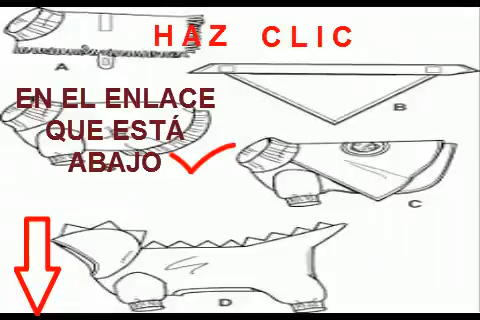 HAZ CLIC
A
B
EN EL ENLACE
QUE ESTÁ
ABAJO
C
D